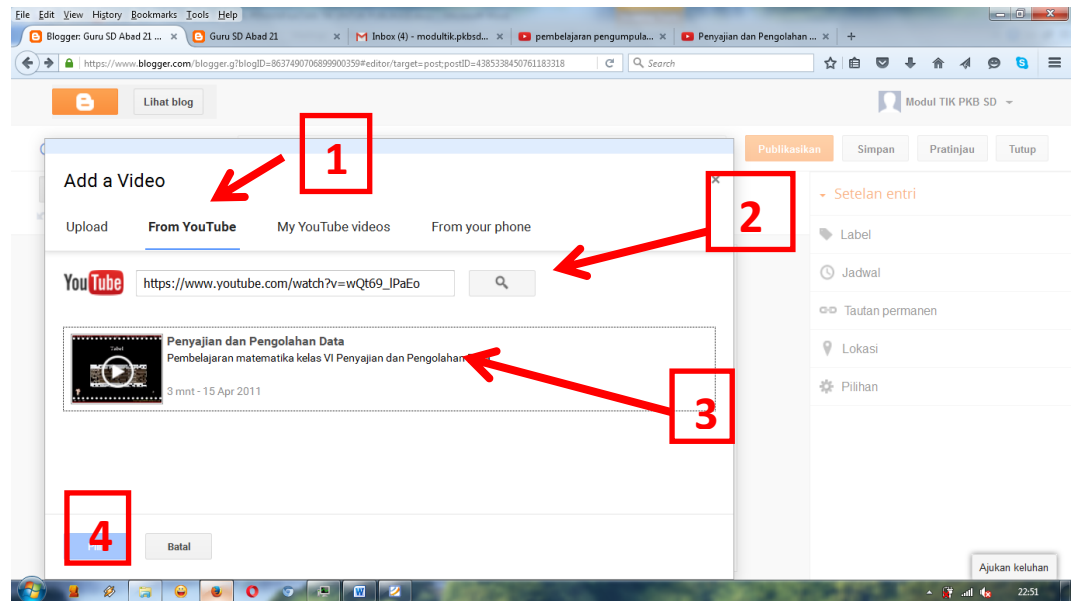 File Edit View History Bookmarks Tools Help
Blogger: Guru SD Abad 21 ... × Guru SD Abad 21 × Inbox (4) - modultik.pkbsd... × pembelajaran pengumpula... × Penyajian dan Pengolahan ... × +
https://www.blogger.com/blogger.g?blogID=8637490706899900359#editor/target=post;postID=4385338450761183318 Search
Lihat blog Modul TIK PKB SD
Publikasikan Simpan Pratinjau Tutup
1
Add a Video ×
2
Setelan entri
Upload From YouTube My YouTube videos From your phone
Label
Jadwal
YouTube https://www.youtube.com/watch?v=wQt69_lPaEo
Tautan permanen
Tabel
Penyajian dan Pengolahan Data
Pembelajaran matematika kelas VI Penyajian dan Pengolahan
Lokasi
3 mnt - 15 Apr 2011
Pilihan
3
4
Batal
Ajukan keluhan
22:51